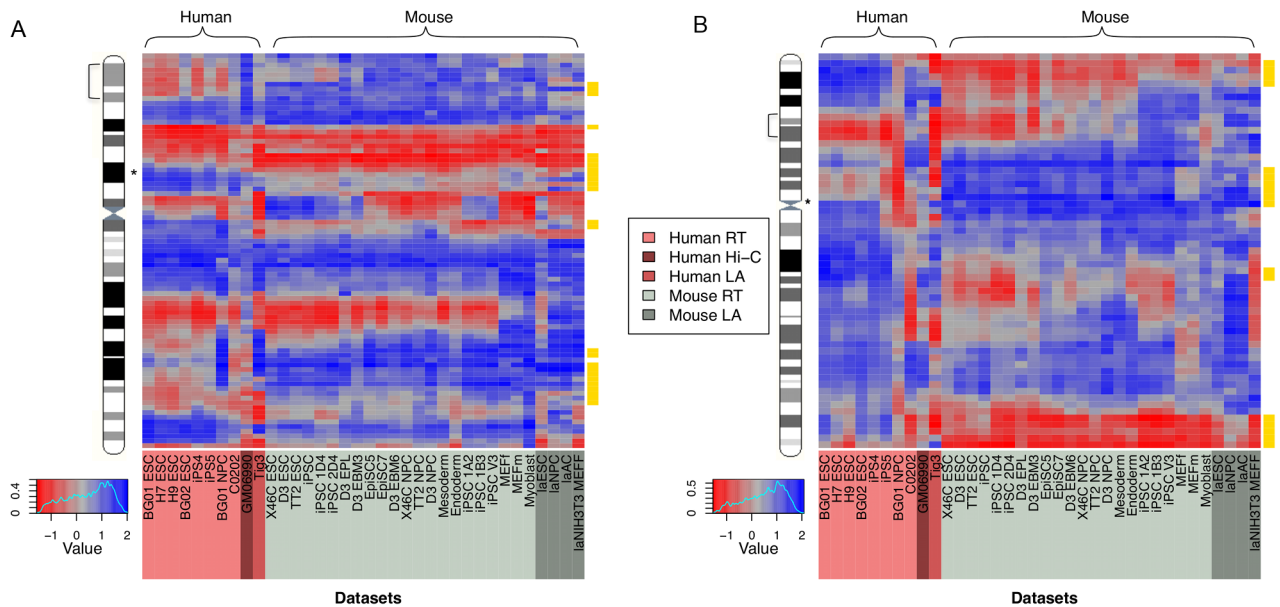 A
Human
Mouse
*
0.4
0.0
−1
0
1
2
Value
BG01 ESC
H7 ESC
H9 ESC
BG02 ESC
iPS4
iPS5
BG01 NPC
C0202
GM06990
Tig3
X46C ESC
D3 ESC
TT2 ESC
iPSC
iPSC 1D4
iPSC 2D4
D3 EPL
D3 EBM3
EpiSC5
EpiSC7
D3 EBM6
X46C NPC
TT2 NPC
D3 NPC
Mesoderm
Endoderm
iPSC 1A2
iPSC 1B3
iPSC V3
MEFf
MEFm
Myoblast
laESC
laNPC
laAC
laNIH3T3 MEFf
Datasets
Human RT
Human Hi−C
Human LA
Mouse RT
Mouse LA
B
Human
Mouse
*
0.5
0.0
−1
0
1
2
Value
BG01 ESC
H7 ESC
H9 ESC
BG02 ESC
iPS4
iPS5
BG01 NPC
C0202
GM06990
Tig3
X46C ESC
D3 ESC
TT2 ESC
iPSC
iPSC 1D4
iPSC 2D4
D3 EPL
D3 EBM3
EpiSC5
EpiSC7
D3 EBM6
X46C NPC
TT2 NPC
D3 NPC
Mesoderm
Endoderm
iPSC 1A2
iPSC 1B3
iPSC V3
MEFf
MEFm
Myoblast
laESC
laNPC
laAC
laNIH3T3 MEFf
Datasets